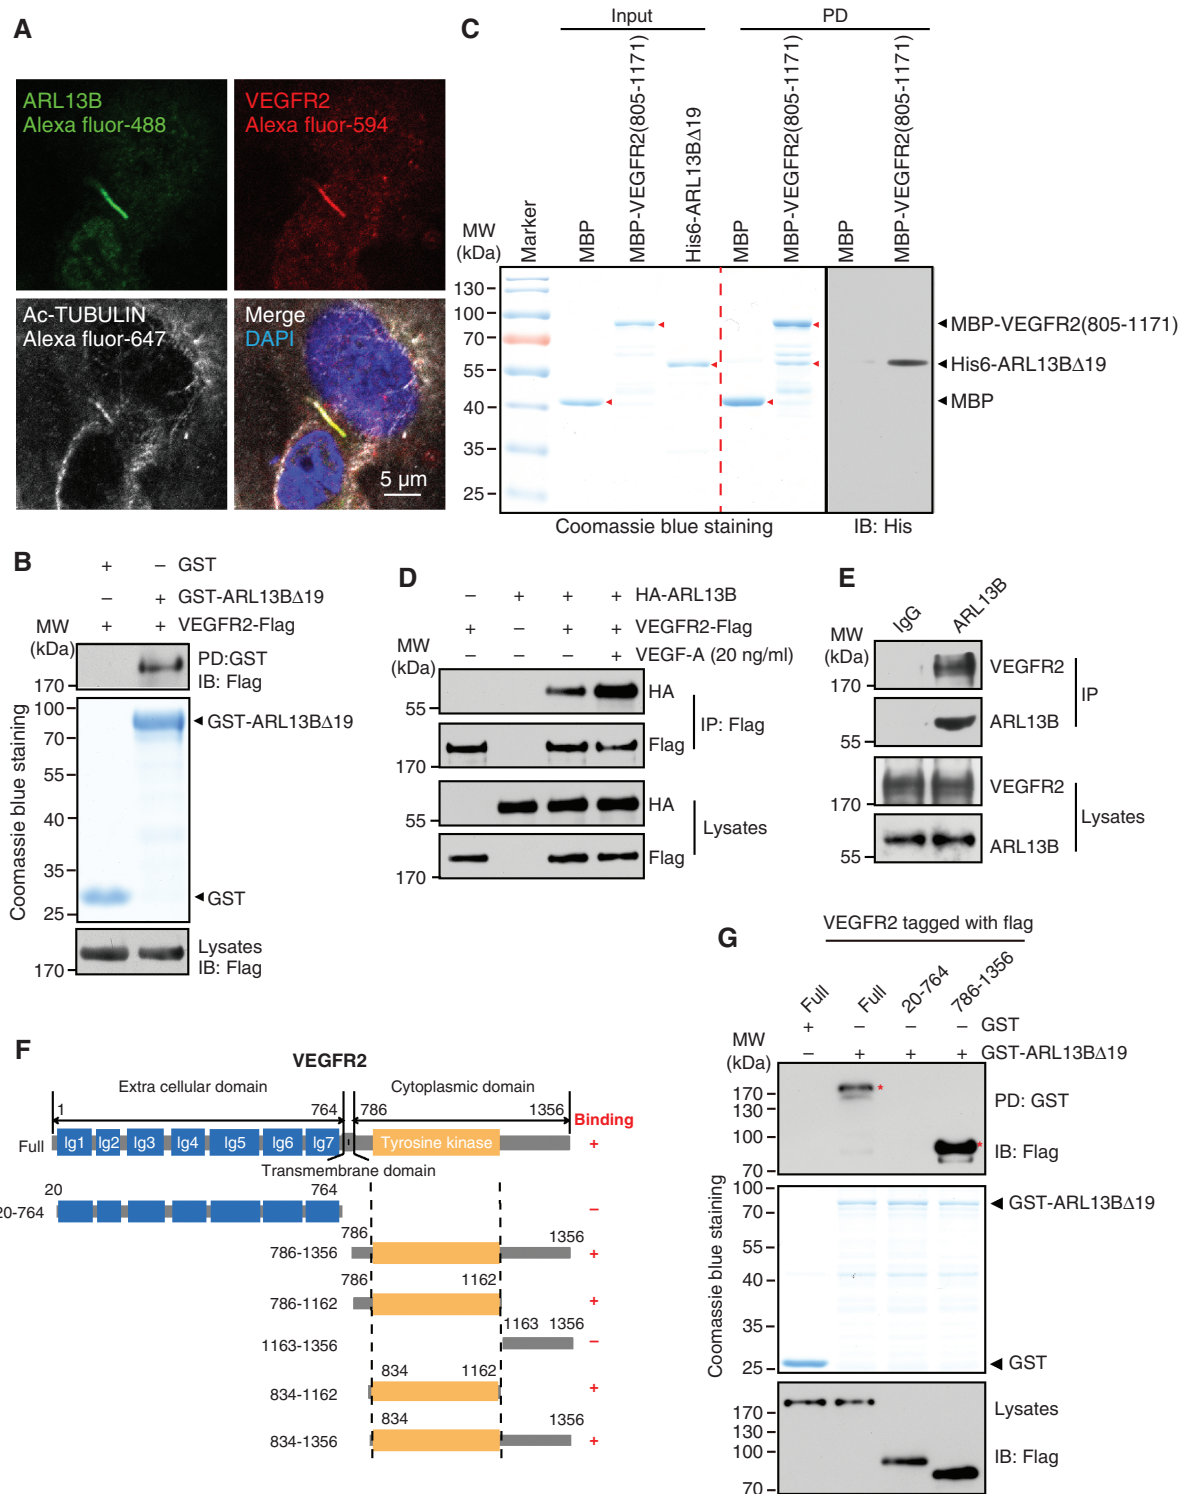 A
ARL13B
Alexa fluor-488
VEGFR2
Alexa fluor-594
Ac-TUBULIN
Alexa fluor-647
Merge
DAPI
5 μm
B
+ – GST
– + GST-ARL13BΔ19
+ + VEGFR2-Flag
MW
(kDa)
170
PD:GST
IB: Flag
Coomassie blue staining
100
70
55
40
35
25
GST-ARL13BΔ19
GST
170
Lysates
IB: Flag
C
Input
PD
MW
(kDa)
Marker
MBP
MBP-VEGFR2(805-1171)
His6-ARL13BΔ19
MBP
MBP-VEGFR2(805-1171)
MBP
MBP-VEGFR2(805-1171)
130
100
70
55
40
35
25
MBP-VEGFR2(805-1171)
His6-ARL13BΔ19
MBP
Coomassie blue staining
IB: His
D
– + + + HA-ARL13B
+ – + + VEGFR2-Flag
– – – + VEGF-A (20 ng/ml)
MW
(kDa)
55
HA
170
Flag
IP: Flag
55
HA
170
Flag
Lysates
E
IgG
ARL13B
MW
(kDa)
170
VEGFR2
55
ARL13B
IP
170
VEGFR2
55
ARL13B
Lysates
F
VEGFR2
Extra cellular domain
Cytoplasmic domain
1 764 786 1356
Binding
Full
Ig1 Ig2 Ig3 Ig4 Ig5 Ig6 Ig7
Tyrosine kinase
+
Transmembrane domain
20 764
20-764
–
786 1356
786-1356
+
786 1162
786-1162
+
1163 1356
1163-1356
–
834 1162
834-1162
+
834 1356
834-1356
+
G
VEGFR2 tagged with flag
Full
Full
20-764
786-1356
+ – – – GST
– + + + GST-ARL13BΔ19
MW
(kDa)
170
130
100
70
*
*
PD: GST
IB: Flag
Coomassie blue staining
100
70
55
40
35
25
GST-ARL13BΔ19
GST
170
130
100
70
Lysates
IB: Flag